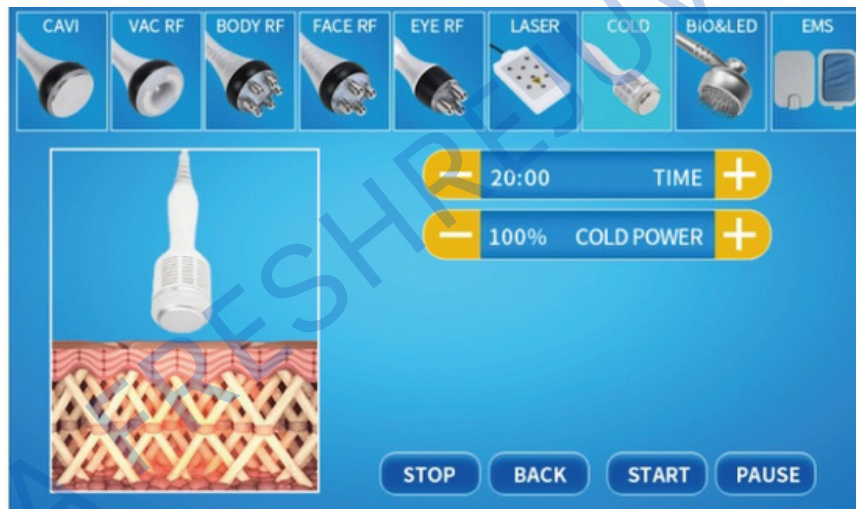 CAVI
VAC RF
BODY RF
FACE RF
EYE RF
LASER
COLD
BiO&LED
EMS
20:00 TIME
100% COLD POWER
STOP
BACK
START
PAUSE
A FRESHREJUV